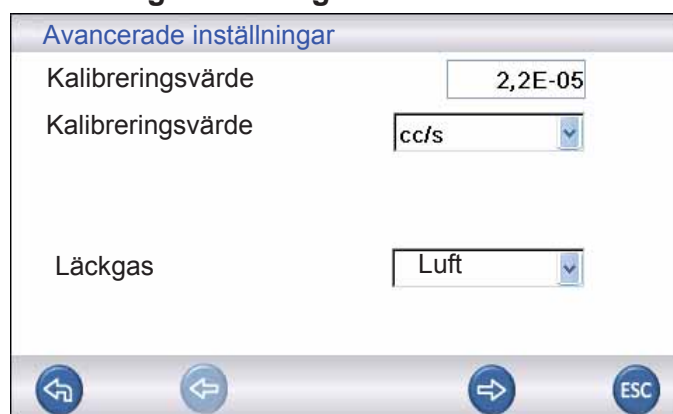 Avancerade inställningar
Kalibreringsvärde 2,2E-05
Kalibreringsvärde cc/s
Läckgas Luft
ESC